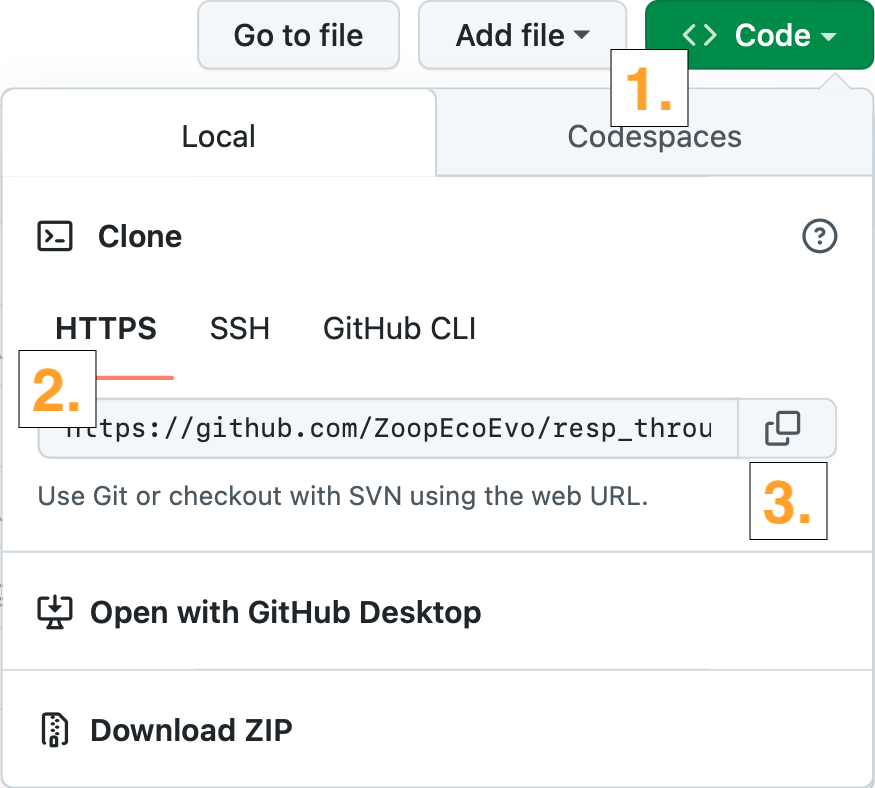 Go to file
Add file
<> Code
1.
Local
Codespaces
Clone
HTTPS
SSH
GitHub CLI
2.
https://github.com/ZoopEcoEvo/resp_throu
Use Git or checkout with SVN using the web URL.
3.
Open with GitHub Desktop
Download ZIP